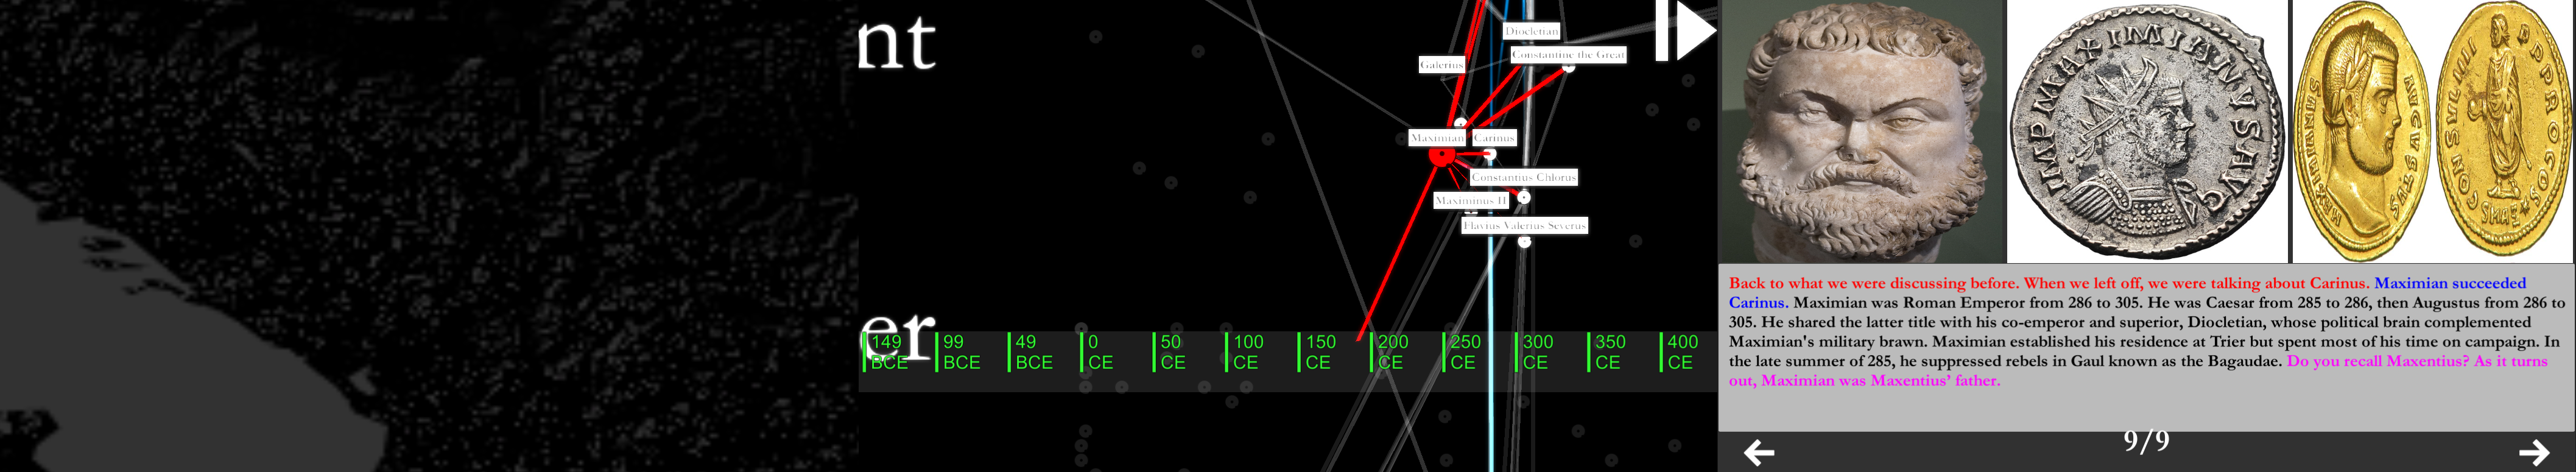 nt
er
Diocletian
Constantine the Great
Galerius
Maximian
Carinus
Constantius Chlorus
Maximinus II
Flavius Valerius Severus
149 BCE
99 BCE
49 BCE
0 CE
50 CE
100 CE
150 CE
200 CE
250 CE
300 CE
350 CE
400 CE
IMP MAXIMIANVS AVG
CONSVL IIII P P PROCOS
SMAΞ*
Back to what we were discussing before. When we left off, we were talking about Carinus. Maximian succeeded
Carinus. Maximian was Roman Emperor from 286 to 305. He was Caesar from 285 to 286, then Augustus from 286 to
305. He shared the latter title with his co-emperor and superior, Diocletian, whose political brain complemented
Maximian's military brawn. Maximian established his residence at Trier but spent most of his time on campaign. In
the late summer of 285, he suppressed rebels in Gaul known as the Bagaudae. Do you recall Maxentius? As it turns
out, Maximian was Maxentius' father.
9/9